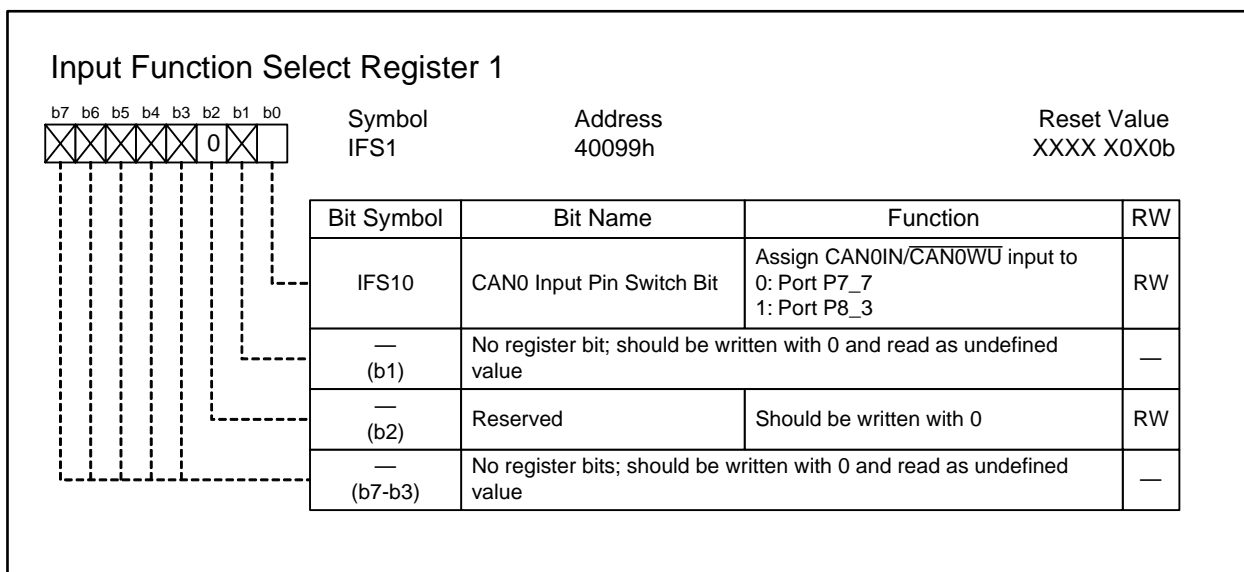 Input Function Select Register 1
b7 b6 b5 b4 b3 b2 b1 b0
0
Symbol Address Reset Value
IFS1 40099h XXXX X0X0b
Bit Symbol Bit Name Function RW
IFS10 CAN0 Input Pin Switch Bit Assign CAN0IN/CAN0WU input to
0: Port P7_7
1: Port P8_3 RW
—
(b1) No register bit; should be written with 0 and read as undefined
value —
—
(b2) Reserved Should be written with 0 RW
—
(b7-b3) No register bits; should be written with 0 and read as undefined
value —